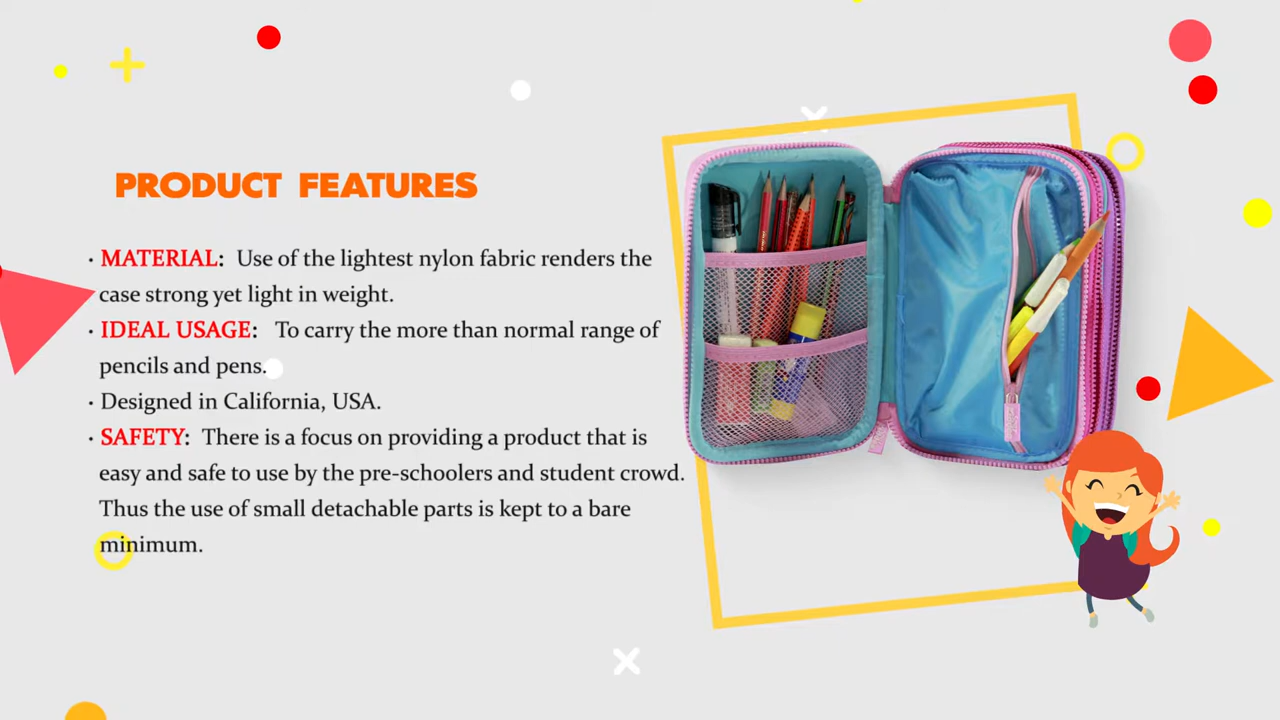 PRODUCT FEATURES
· MATERIAL: Use of the lightest nylon fabric renders the
case strong yet light in weight.
· IDEAL USAGE: To carry the more than normal range of
pencils and pens.
· Designed in California, USA.
· SAFETY: There is a focus on providing a product that is
easy and safe to use by the pre-schoolers and student crowd.
Thus the use of small detachable parts is kept to a bare
minimum.